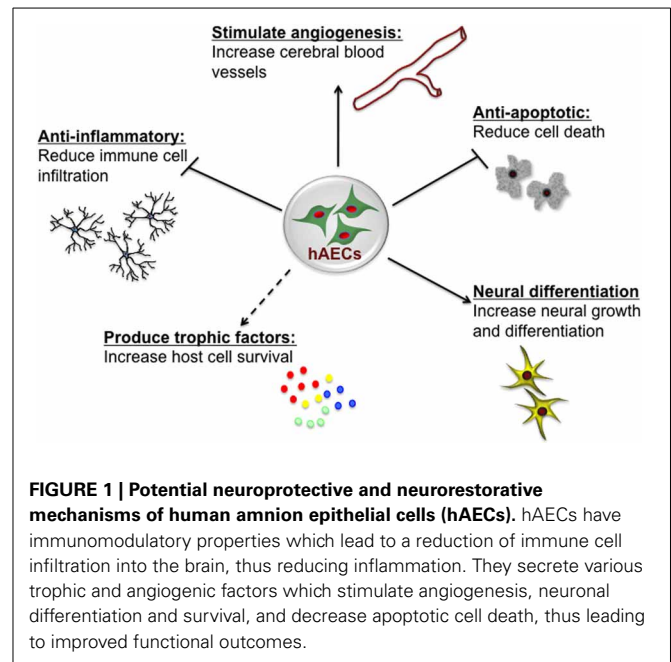 Stimulate angiogenesis:
Increase cerebral blood
vessels
Anti-apoptotic:
Reduce cell death
Anti-inflammatory:
Reduce immune cell
infiltration
hAECs
Neural differentiation
Increase neural growth
and differentiation
Produce trophic factors:
Increase host cell survival
FIGURE 1 | Potential neuroprotective and neurorestorative
mechanisms of human amnion epithelial cells (hAECs). hAECs have
immunomodulatory properties which lead to a reduction of immune cell
infiltration into the brain, thus reducing inflammation. They secrete various
trophic and angiogenic factors which stimulate angiogenesis, neuronal
differentiation and survival, and decrease apoptotic cell death, thus leading
to improved functional outcomes.